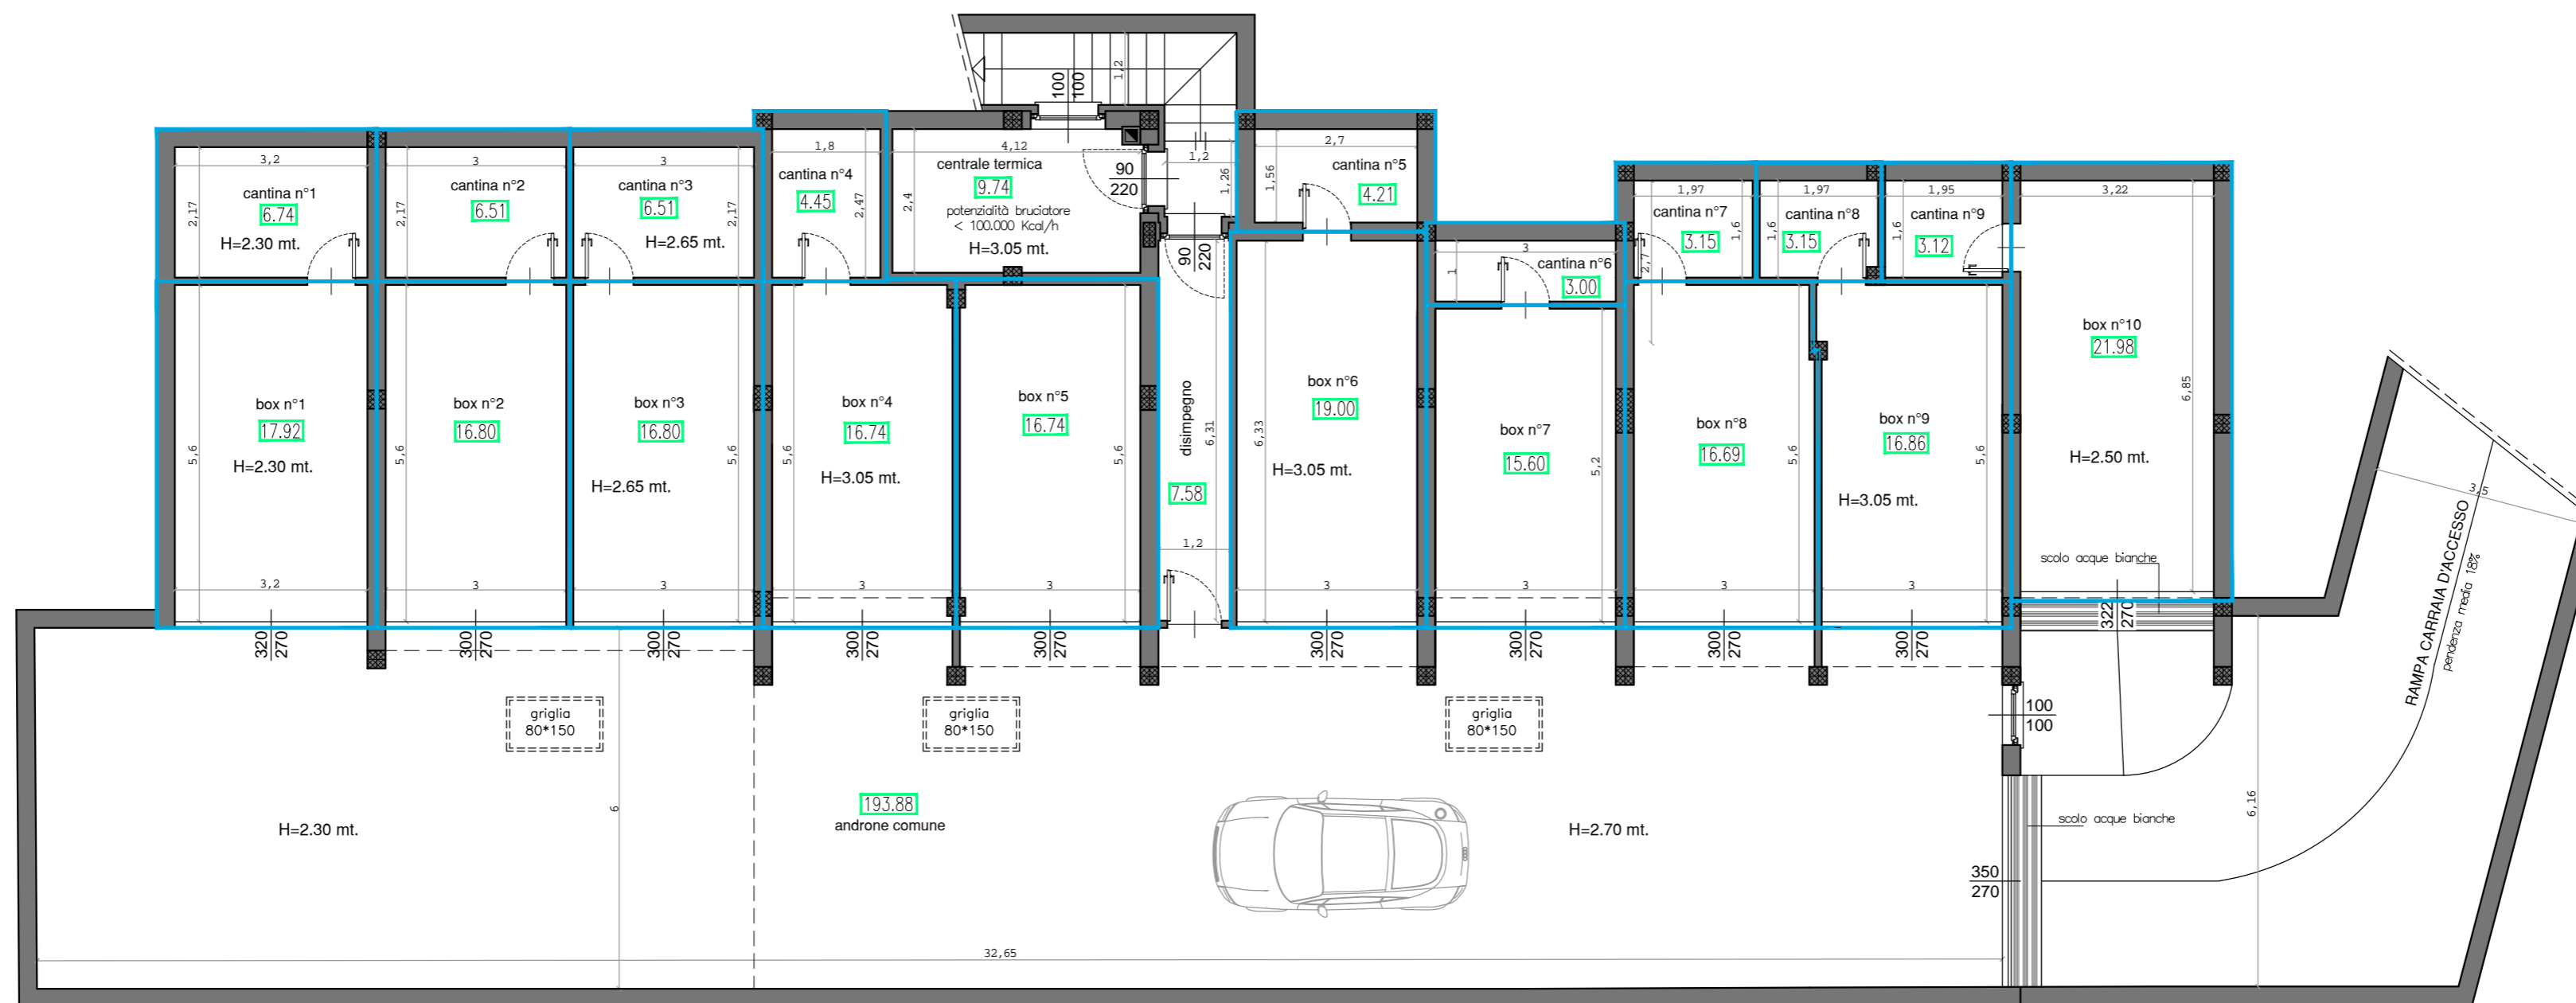 100
100
1,2
3,2
cantina n°1
6.74
H=2.30 mt.
2,17
3
cantina n°2
6.51
2,17
3
cantina n°3
6.51
H=2.65 mt.
2,17
1,8
cantina n°4
4.45
2,47
4,12
centrale termica
9.74
potenzialità bruciatore
< 100.000 Kcal/h
H=3.05 mt.
2,4
90
220
1,2
1,26
90
220
2,7
cantina n°5
4.21
1,56
3
cantina n°6
3.00
1
1,97
cantina n°7
3.15
1,6
2,7
1,97
cantina n°8
3.15
1,6
1,95
cantina n°9
3.12
1,6
3,22
box n°10
21.98
H=2.50 mt.
6,85
scolo acque bianche
322
270
box n°1
17.92
H=2.30 mt.
5,6
3,2
320
270
box n°2
16.80
5,6
3
300
270
box n°3
16.80
H=2.65 mt.
5,6
3
300
270
box n°4
16.74
H=3.05 mt.
5,6
3
300
270
box n°5
16.74
5,6
3
300
270
disimpegno
6,31
7.58
1,2
box n°6
19.00
H=3.05 mt.
6,33
3
300
270
box n°7
15.60
5,2
3
300
270
box n°8
16.69
5,6
3
300
270
box n°9
16.86
H=3.05 mt.
5,6
3
300
270
3,5
RAMPA CARRAIA D'ACCESSO
pendenza media 18%
griglia
80*150
griglia
80*150
griglia
80*150
100
100
6
193.88
androne comune
H=2.30 mt.
H=2.70 mt.
scolo acque bianche
6,16
350
270
32,65